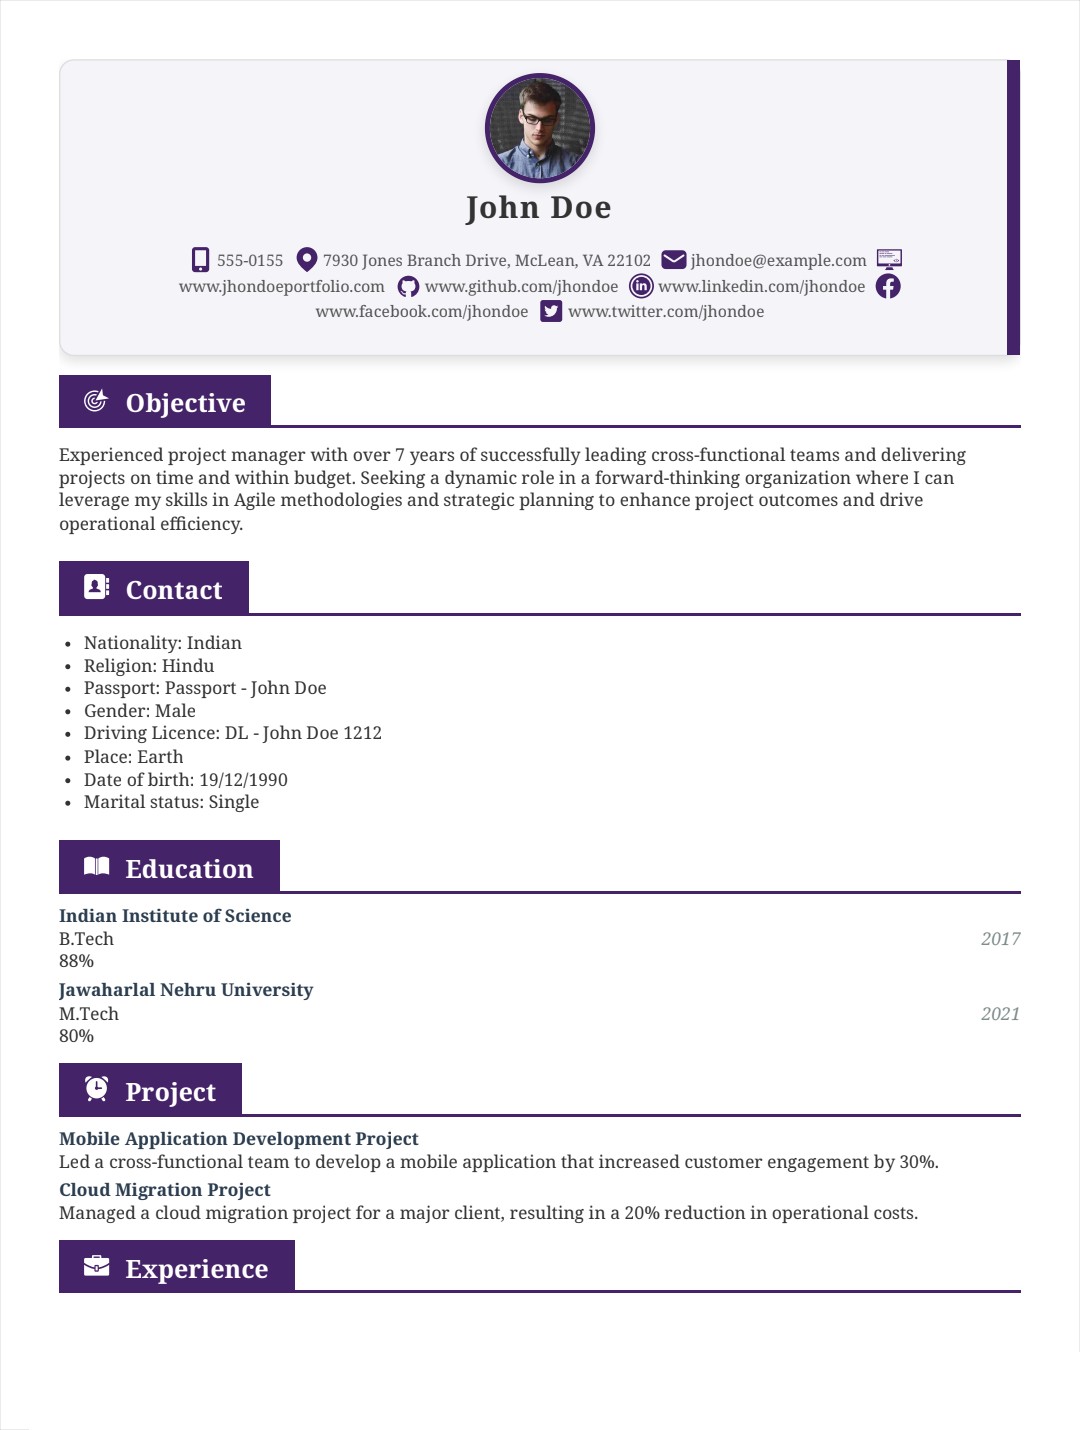 John Doe
555-0155 7930 Jones Branch Drive, McLean, VA 22102 jhondoe@example.com
www.jhondoeportfolio.com www.github.com/jhondoe www.linkedin.com/jhondoe
www.facebook.com/jhondoe www.twitter.com/jhondoe
Objective
Experienced project manager with over 7 years of successfully leading cross-functional teams and delivering
projects on time and within budget. Seeking a dynamic role in a forward-thinking organization where I can
leverage my skills in Agile methodologies and strategic planning to enhance project outcomes and drive
operational efficiency.
Contact
• Nationality: Indian
• Religion: Hindu
• Passport: Passport - John Doe
• Gender: Male
• Driving Licence: DL - John Doe 1212
• Place: Earth
• Date of birth: 19/12/1990
• Marital status: Single
Education
Indian Institute of Science
B.Tech 2017
88%
Jawaharlal Nehru University
M.Tech 2021
80%
Project
Mobile Application Development Project
Led a cross-functional team to develop a mobile application that increased customer engagement by 30%.
Cloud Migration Project
Managed a cloud migration project for a major client, resulting in a 20% reduction in operational costs.
Experience